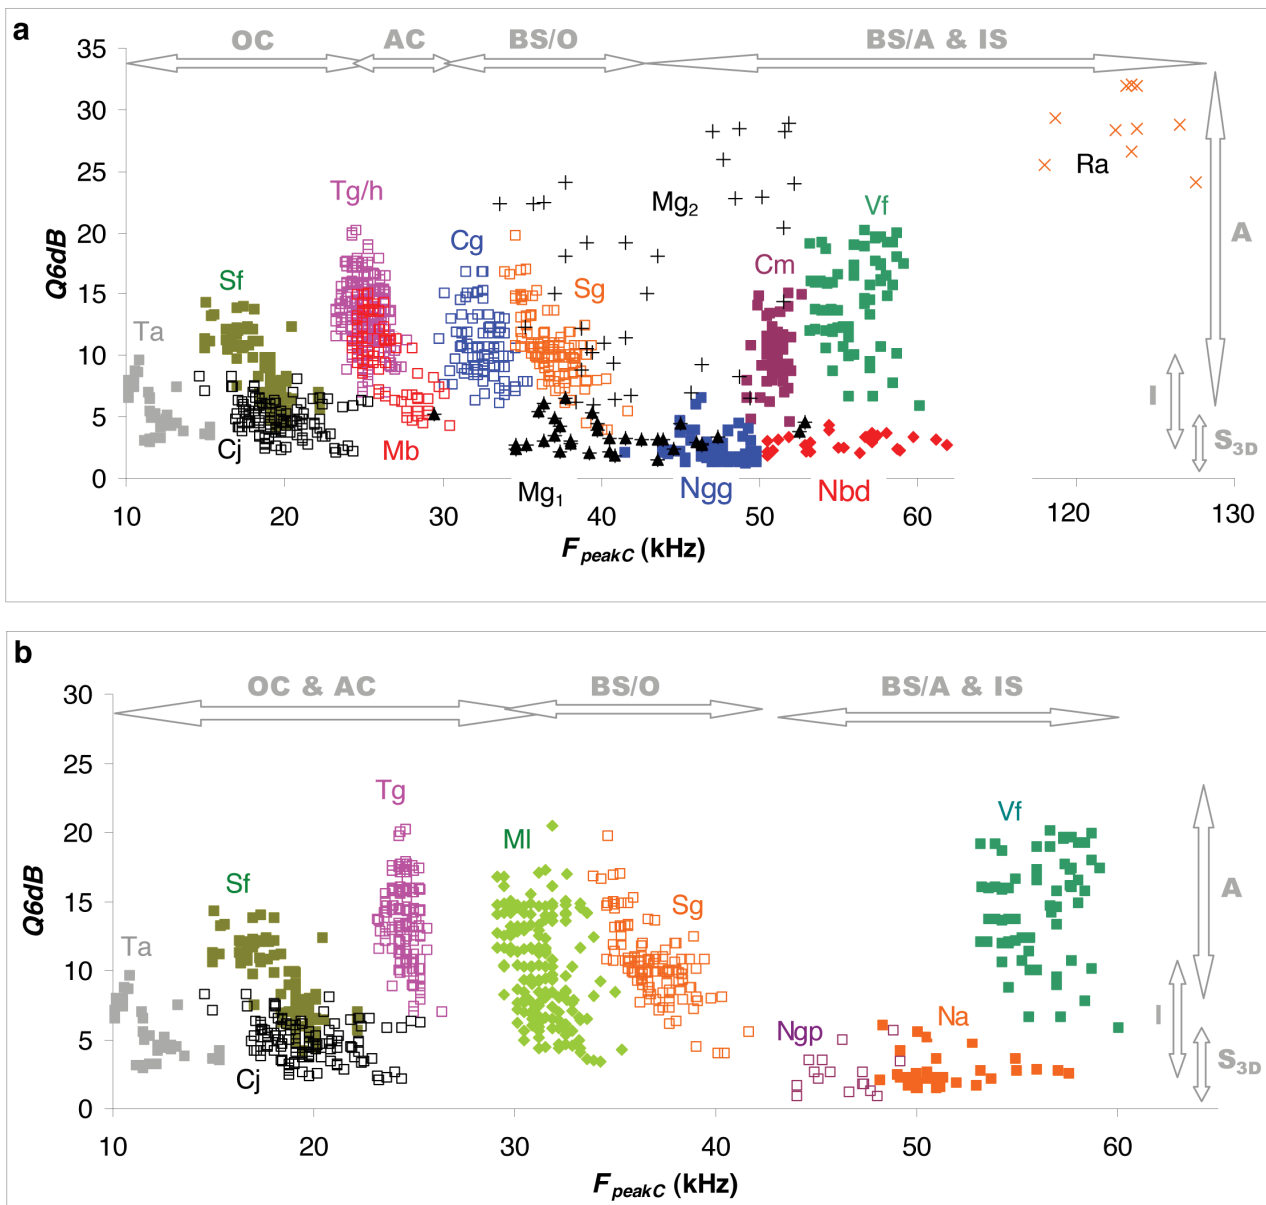 a
OC AC BS/O BS/A & IS
35
30
25
20
15
10
5
0
Q6dB
Ta
Sf
Cj
Tg/h
Mb
Cg
Sg
Mg1
Mg2
Ngg
Cm
Vf
Nbd
Ra
A
I
S3D
10 20 30 40 50 60 120 130
FpeakC (kHz)
b
OC & AC BS/O BS/A & IS
30
25
20
15
10
5
0
Q6dB
Ta
Sf
Cj
Tg
Ml
Sg
Ngp
Na
Vf
A
I
S3D
10 20 30 40 50 60
FpeakC (kHz)